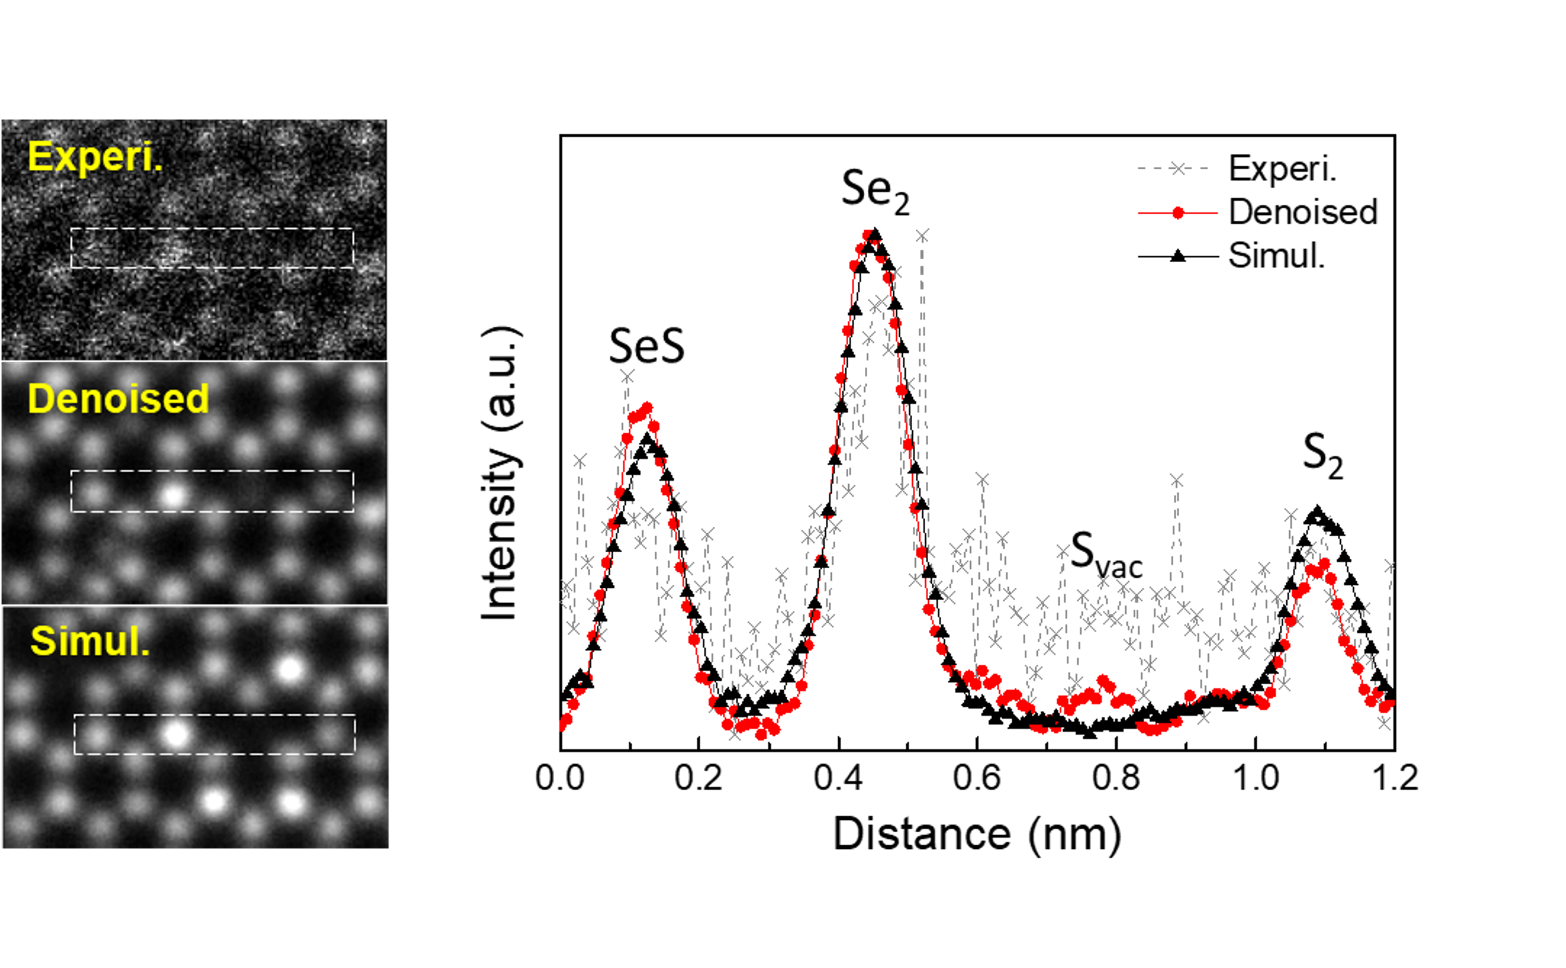 Experi.
Denoised
Simul.
Intensity (a.u.)
SeS
Se2
Svac
S2
Experi.
Denoised
Simul.
0.0 0.2 0.4 0.6 0.8 1.0 1.2
Distance (nm)